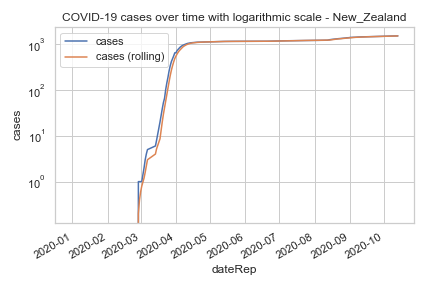 COVID-19 cases over time with logarithmic scale - New_Zealand
cases
cases (rolling)
10³
10²
10¹
10⁰
cases
2020-01
2020-02
2020-03
2020-04
2020-05
2020-06
2020-07
2020-08
2020-09
2020-10
dateRep